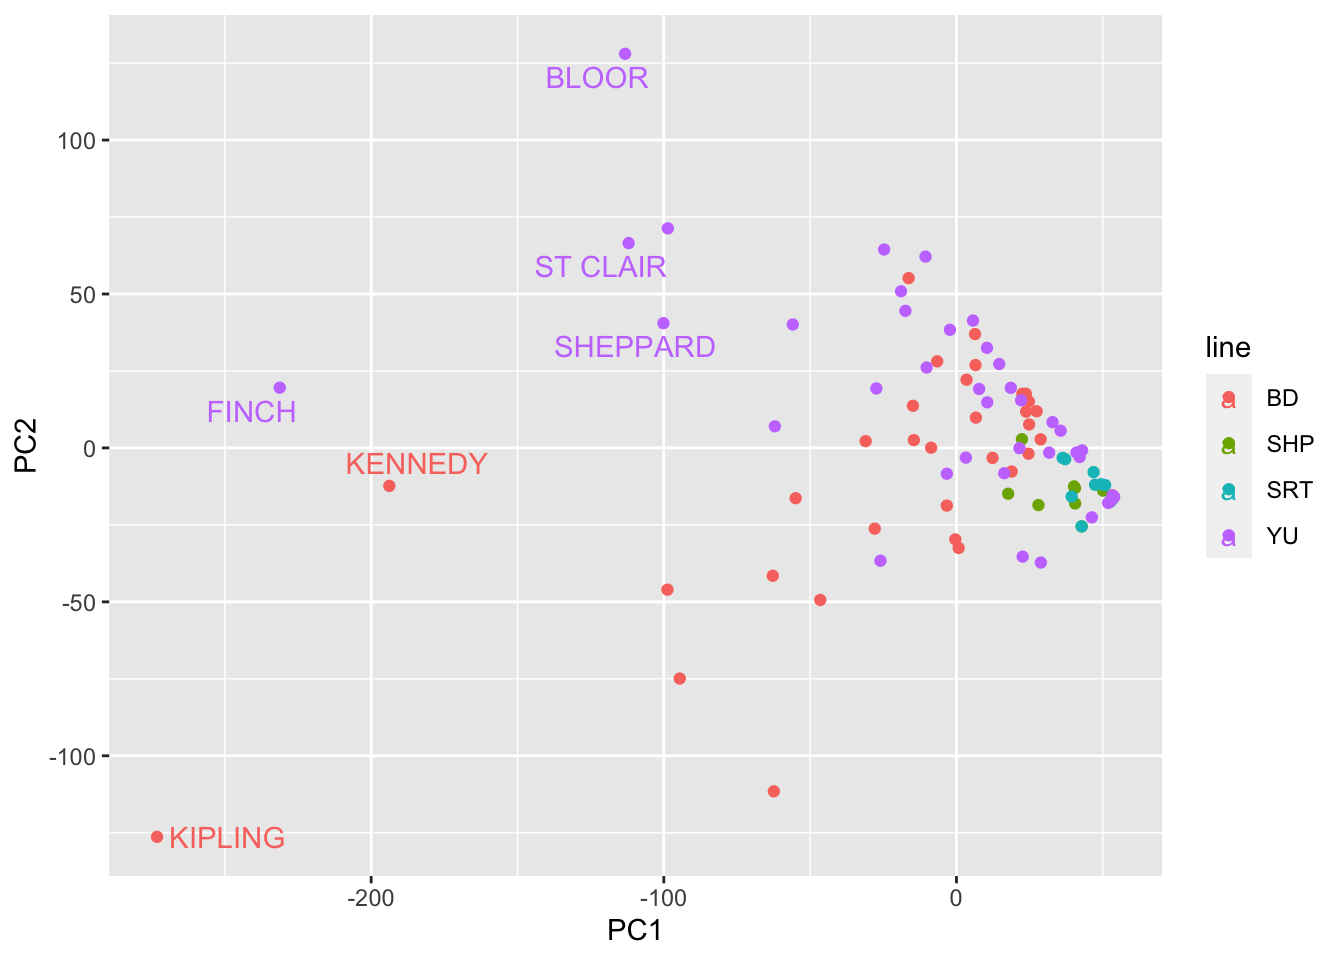 BLOOR
100
ST CLAIR
50
SHEPPARD
line
FINCH
a BD
PC2
0
KENNEDY
a SHP
a SRT
a YU
-50
-100
KIPLING
-200
-100
0
PC1